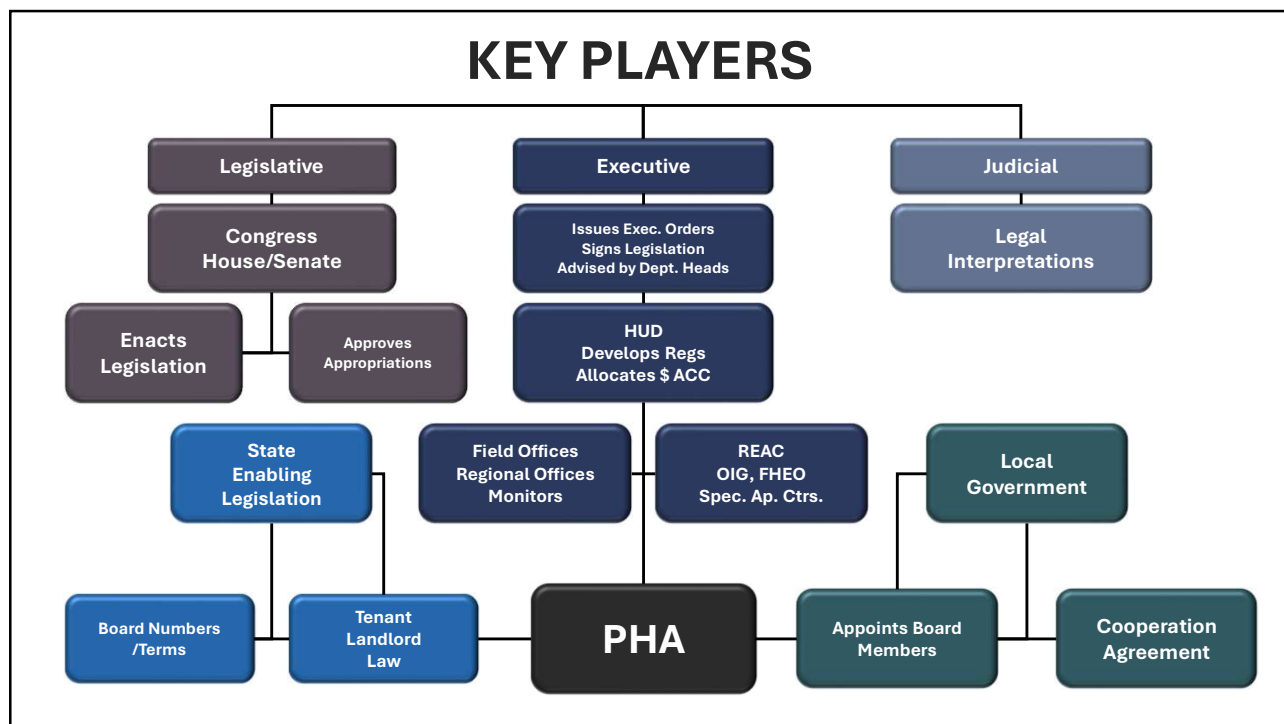 KEY PLAYERS
Legislative
Executive
Judicial
Congress
House/Senate
Issues Exec. Orders
Signs Legislation
Advised by Dept. Heads
Legal
Interpretations
Enacts
Legislation
Approves
Appropriations
HUD
Develops Regs
Allocates $ ACC
State
Enabling
Legislation
Field Offices
Regional Offices
Monitors
REAC
OIG, FHEO
Spec. Ap. Ctrs.
Local
Government
Board Numbers
/Terms
Tenant
Landlord
Law
PHA
Appoints Board
Members
Cooperation
Agreement